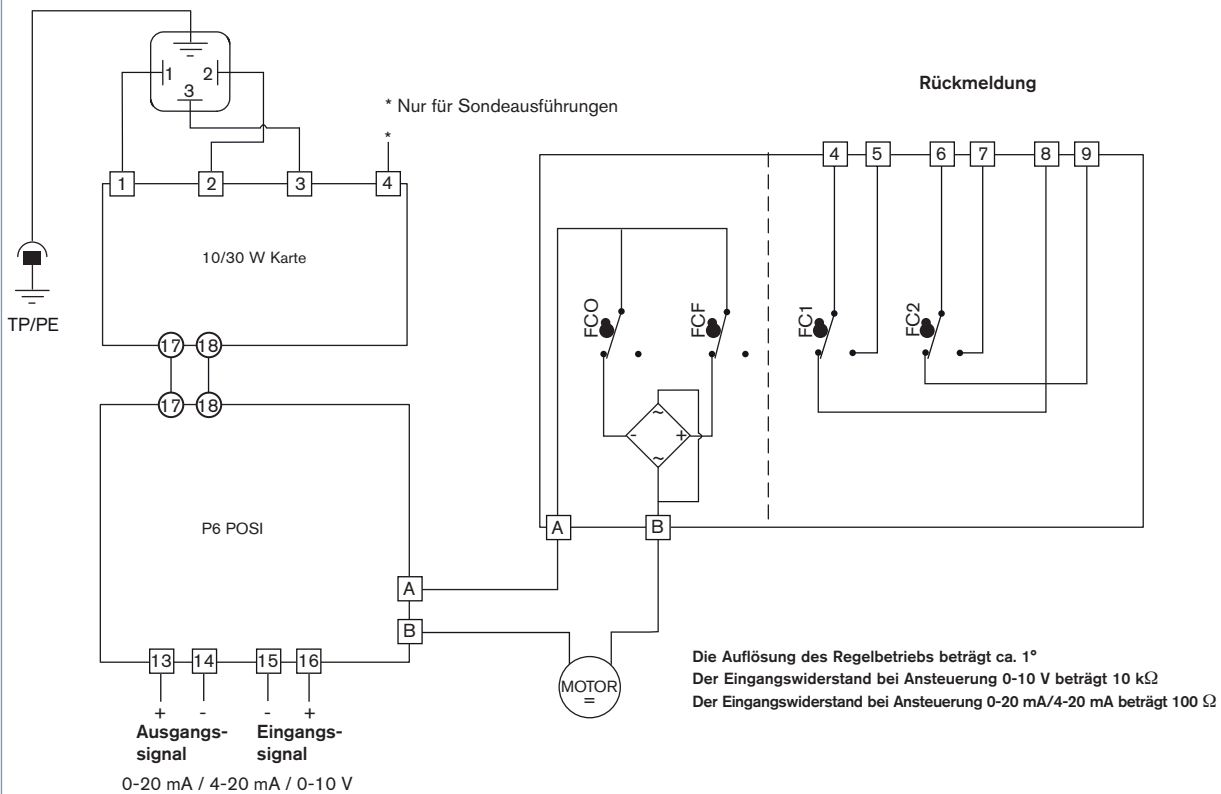 1
2
3
* Nur für Sondeausführungen
*
1
2
3
4
10/30 W Karte
TP/PE
17
18
17
18
P6 POSI
A
B
13
14
15
16
+
-
-
+
Ausgangs-
signal
Eingangs-
signal
0-20 mA / 4-20 mA / 0-10 V
Rückmeldung
4
5
6
7
8
9
FCO
FCF
FC1
FC2
~
-
+
~
A
B
MOTOR
=
Die Auflösung des Regelbetriebs beträgt ca. 1°
Der Eingangswiderstand bei Ansteuerung 0-10 V beträgt 10 kΩ
Der Eingangswiderstand bei Ansteuerung 0-20 mA/4-20 mA beträgt 100 Ω